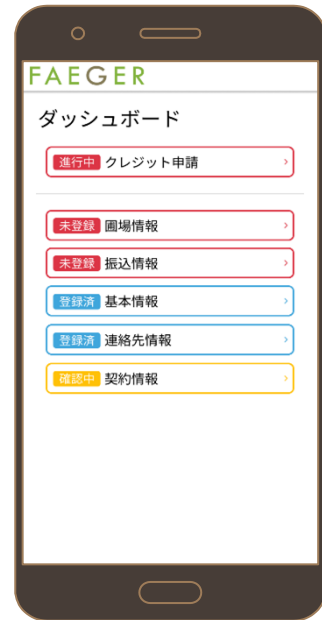 FAEGER
ダッシュボード
進行中 クレジット申請
未登録 圃場情報
未登録 振込情報
登録済 基本情報
登録済 連絡先情報
確認中 契約情報